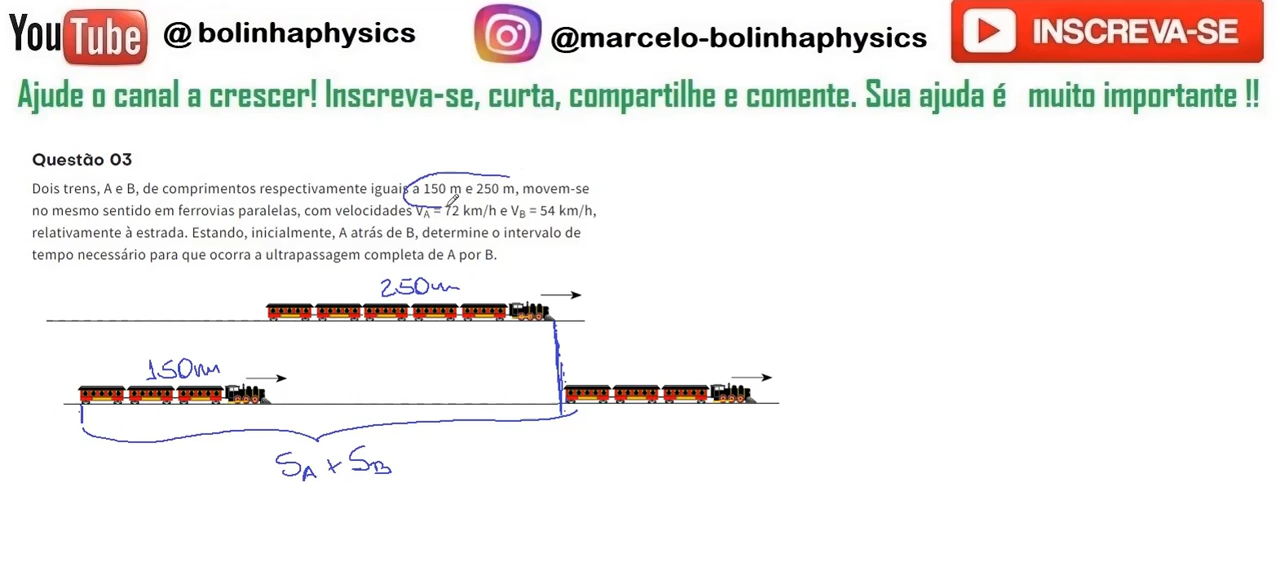 YouTube @bolinhaphysics @marcelo-bolinhaphysics INSCREVA-SE
Ajude o canal a crescer! Inscreva-se, curta, compartilhe e comente. Sua ajuda é muito importante !!
Questão 03
Dois trens, A e B, de comprimentos respectivamente iguais a 150 m e 250 m, movem-se
no mesmo sentido em ferrovias paralelas, com velocidades VA = 72 km/h e VB = 54 km/h,
relativamente à estrada. Estando, inicialmente, A atrás de B, determine o intervalo de
tempo necessário para que ocorra a ultrapassagem completa de A por B.
250m
150m
SA + SB